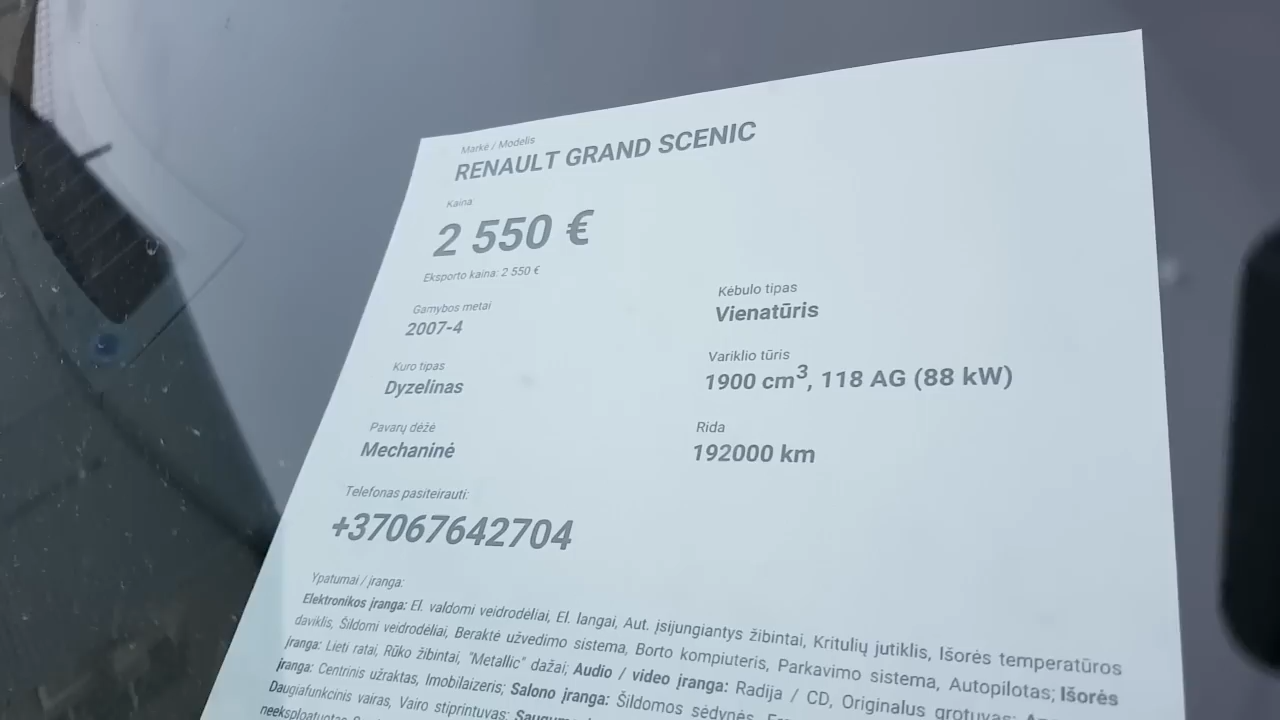 Markė / Modelis
RENAULT GRAND SCENIC
Kaina
2 550 €
Eksporto kaina: 2 550 €
Gamybos metai
2007-4
Kėbulo tipas
Vienatūris
Kuro tipas
Dyzelinas
Variklio tūris
1900 cm³, 118 AG (88 kW)
Pavarų dėžė
Mechaninė
Rida
192000 km
Telefonas pasiteirauti:
+37067642704
Ypatumai / įranga:
Elektronikos įranga: El. valdomi veidrodėliai, El. langai, Aut. įsijungiantys žibintai, Kritulių jutiklis, Išorės temperatūros
daviklis, Šildomi veidrodėliai, Beraktė užvedimo sistema, Borto kompiuteris, Parkavimo sistema, Autopilotas; Išorės
įranga: Lieti ratai, Rūko žibintai, "Metallic" dažai; Audio / video įranga: Radija / CD, Originalus grotuvas;
įranga: Centrinis užraktas, Imobilaizeris; Salono įranga: Šildomos sėdynės,
Daugiafunkcinis vairas, Vairo stiprintuvas;